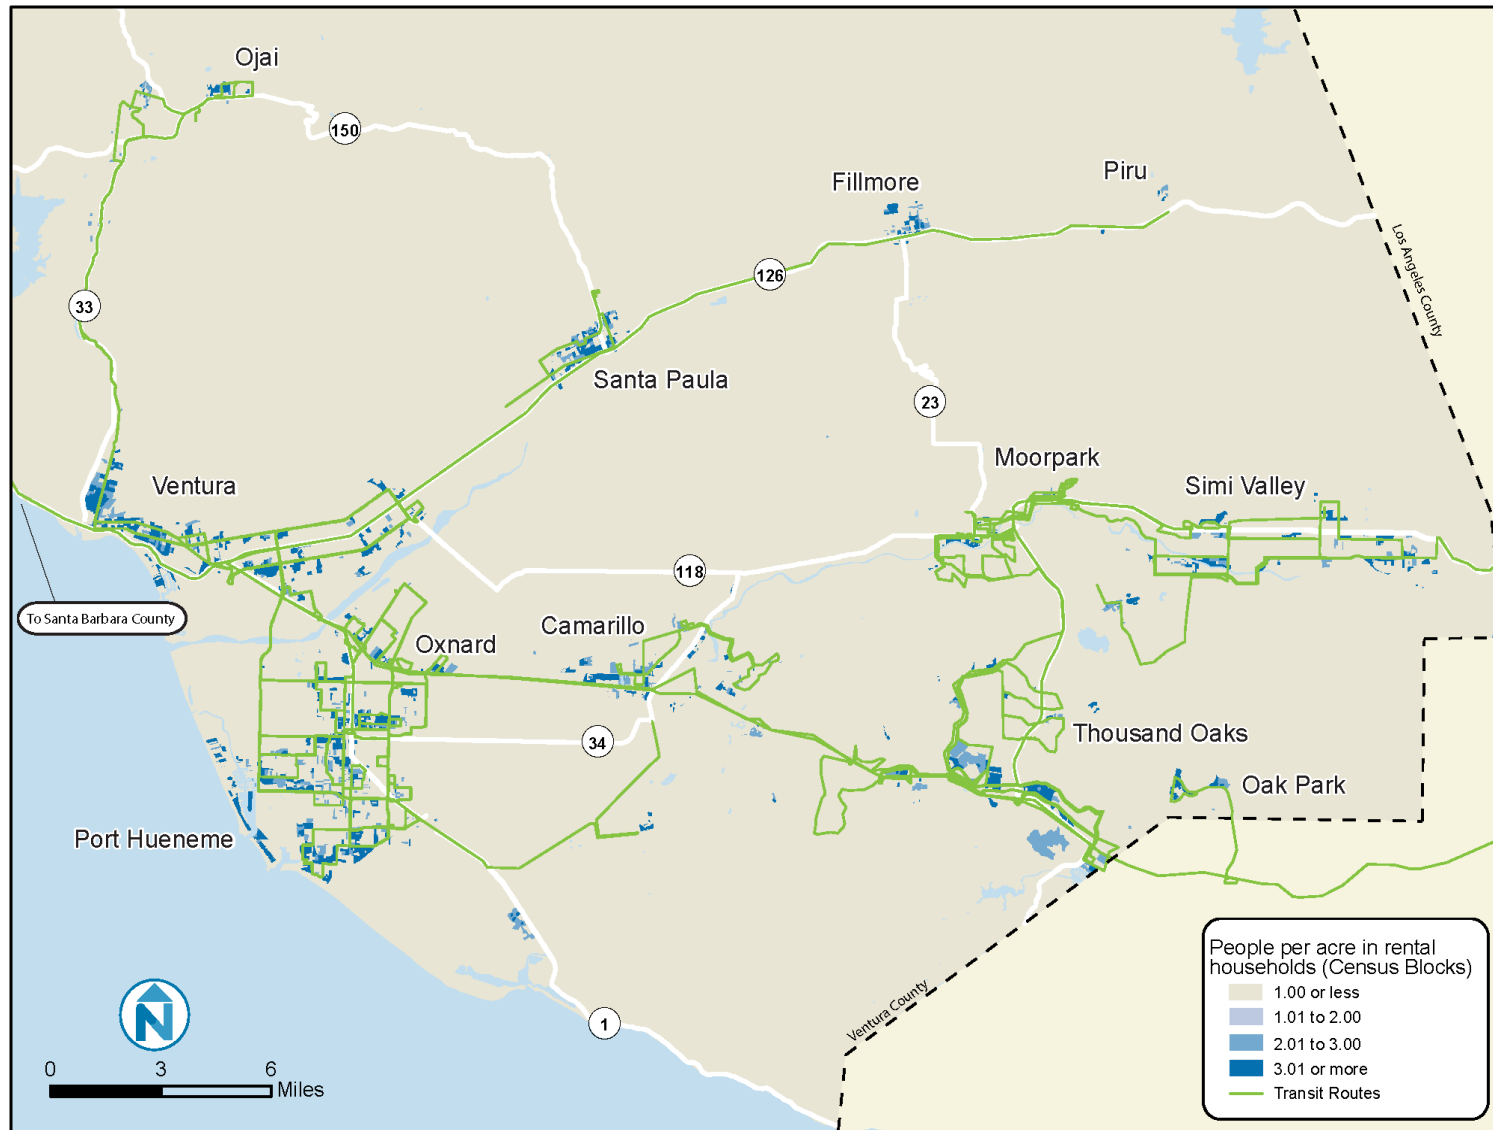 Ojai
150
Fillmore
Piru
Los Angeles County
126
33
Santa Paula
23
Moorpark
Ventura
Simi Valley
118
To Santa Barbara County
Camarillo
Oxnard
34
Thousand Oaks
Oak Park
Port Hueneme
People per acre in rental
households (Census Blocks)
1.00 or less
1.01 to 2.00
2.01 to 3.00
3.01 or more
Transit Routes
Ventura County
N
1
0 3 6
Miles